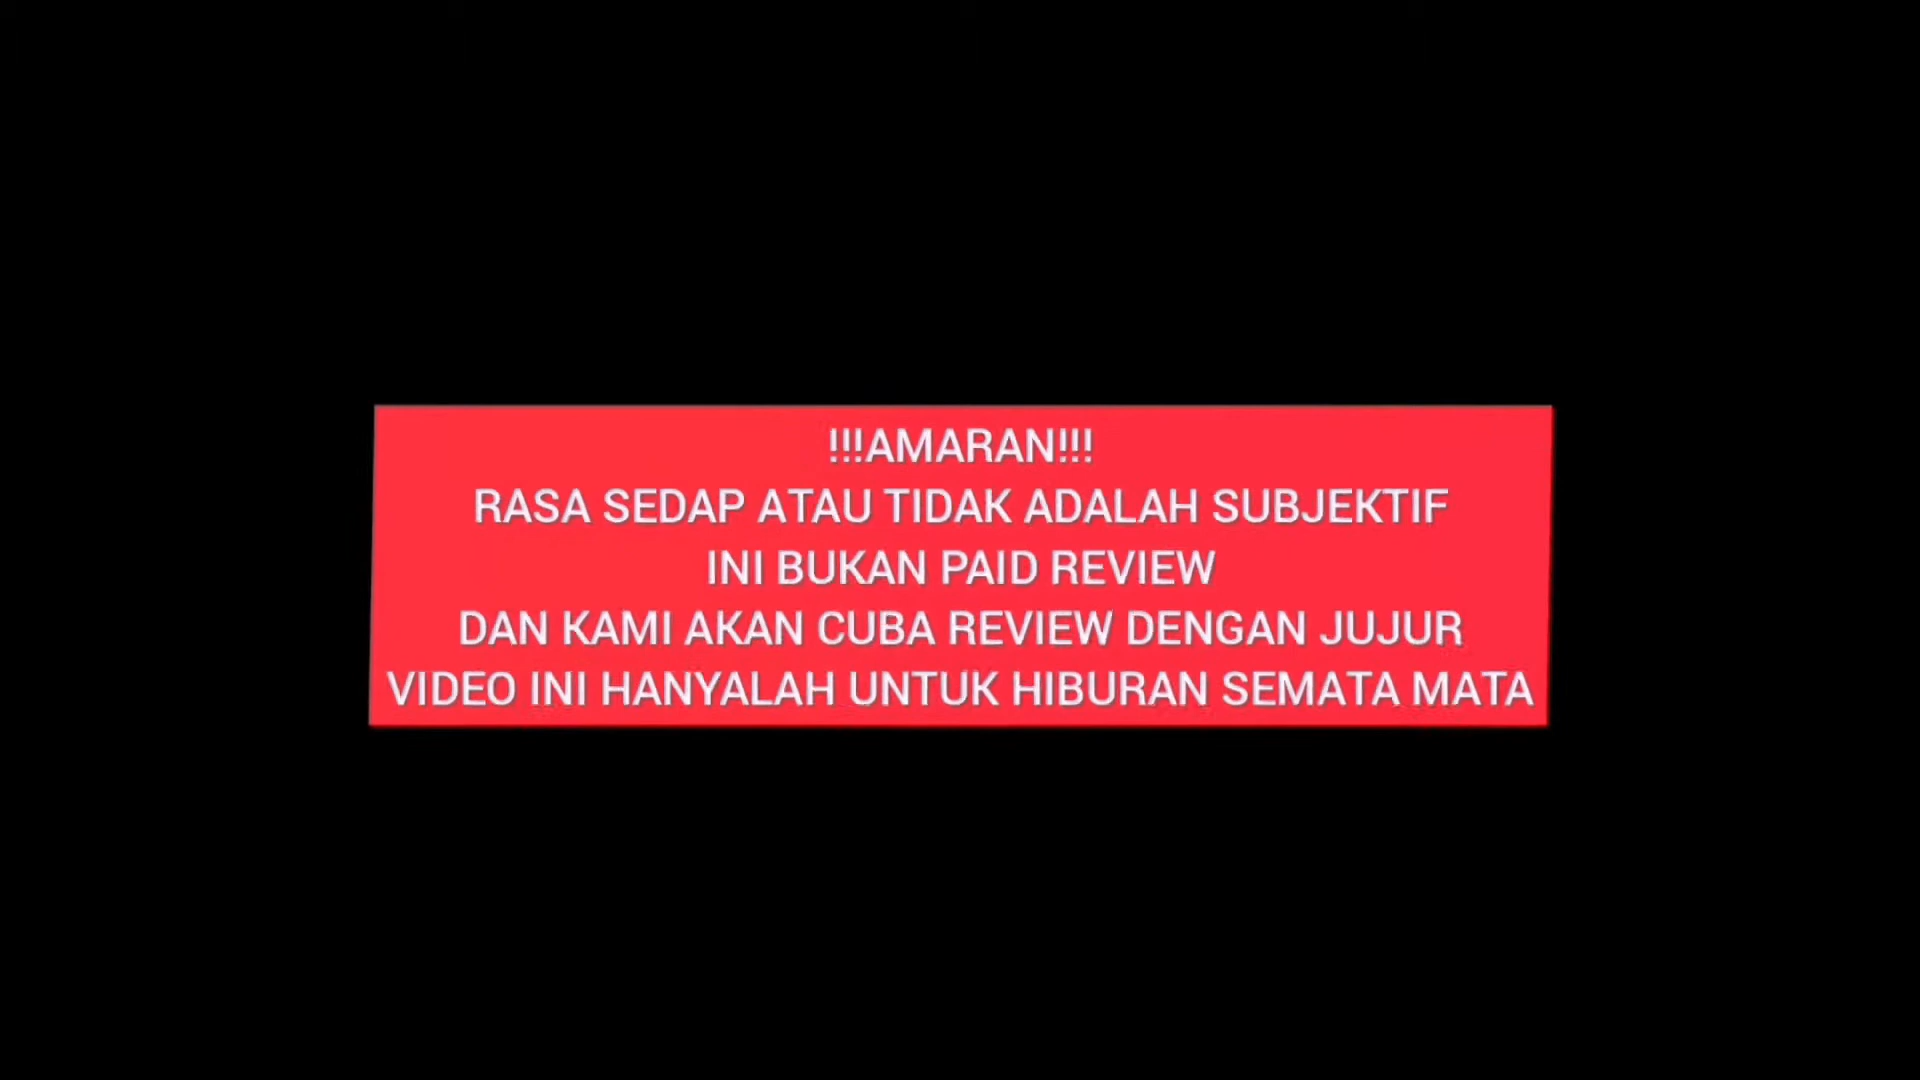 !!!AMARAN!!!
RASA SEDAP ATAU TIDAK ADALAH SUBJEKTIF
INI BUKAN PAID REVIEW
DAN KAMI AKAN CUBA REVIEW DENGAN JUJUR
VIDEO INI HANYALAH UNTUK HIBURAN SEMATA MATA